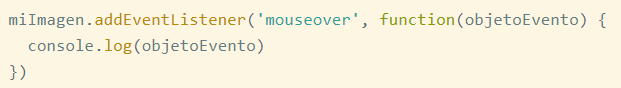 miImagen.addEventListener('mouseover', function(objetoEvento) {
  console.log(objetoEvento)
})